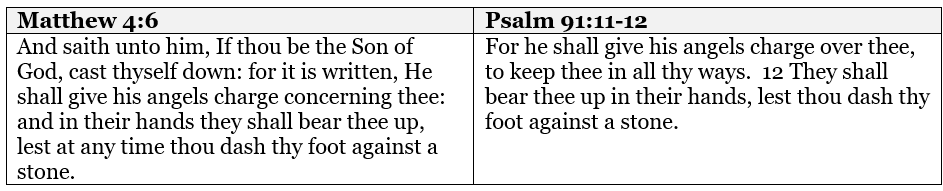 Matthew 4:6
And saith unto him, If thou be the Son of
God, cast thyself down: for it is written, He
shall give his angels charge concerning thee:
and in their hands they shall bear thee up,
lest at any time thou dash thy foot against a
stone.
Psalm 91:11-12
For he shall give his angels charge over thee,
to keep thee in all thy ways.  12 They shall
bear thee up in their hands, lest thou dash thy
foot against a stone.